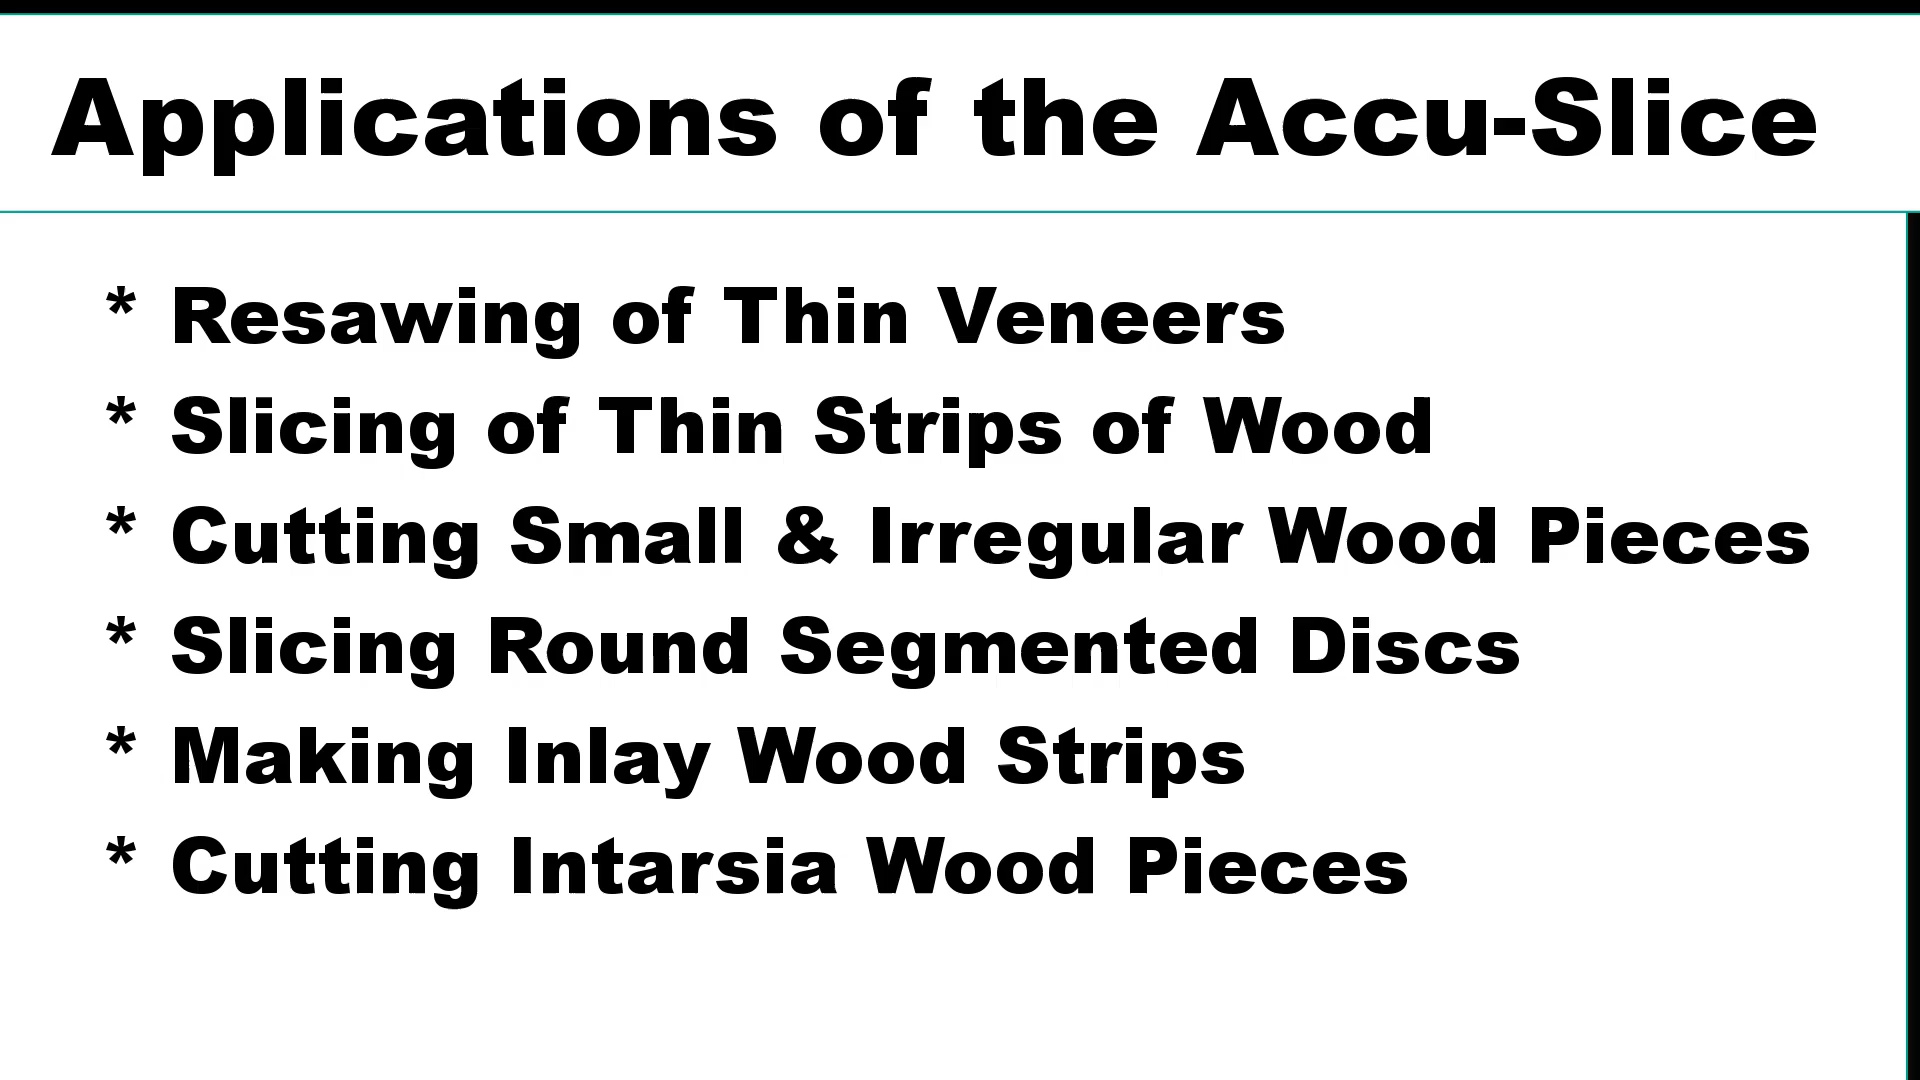 Applications of the Accu-Slice
* Resawing of Thin Veneers
* Slicing of Thin Strips of Wood
* Cutting Small & Irregular Wood Pieces
* Slicing Round Segmented Discs
* Making Inlay Wood Strips
* Cutting Intarsia Wood Pieces